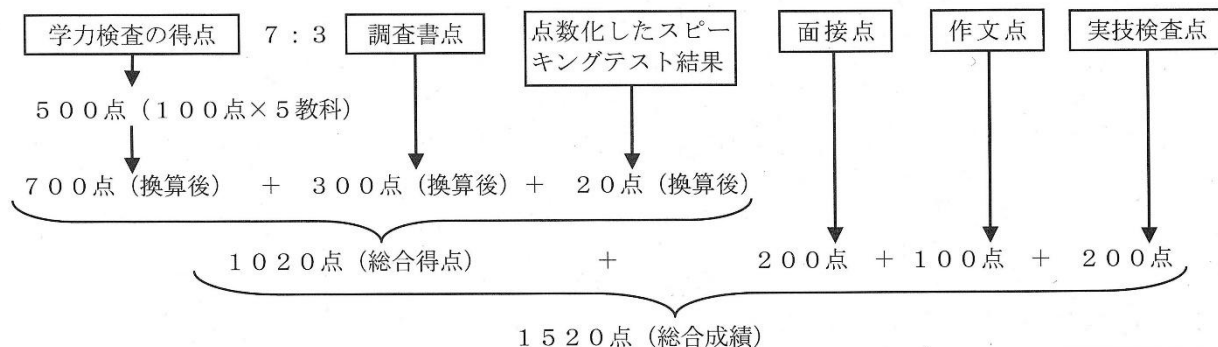 学力検査の得点 ７：３ 調査書点 点数化したスピーキングテスト結果 面接点 作文点 実技検査点
５００点（１００点×５教科）
７００点（換算後） ＋ ３００点（換算後）＋ ２０点（換算後）
１０２０点（総合得点） ＋ ２００点 ＋１００点 ＋ ２００点
１５２０点（総合成績）